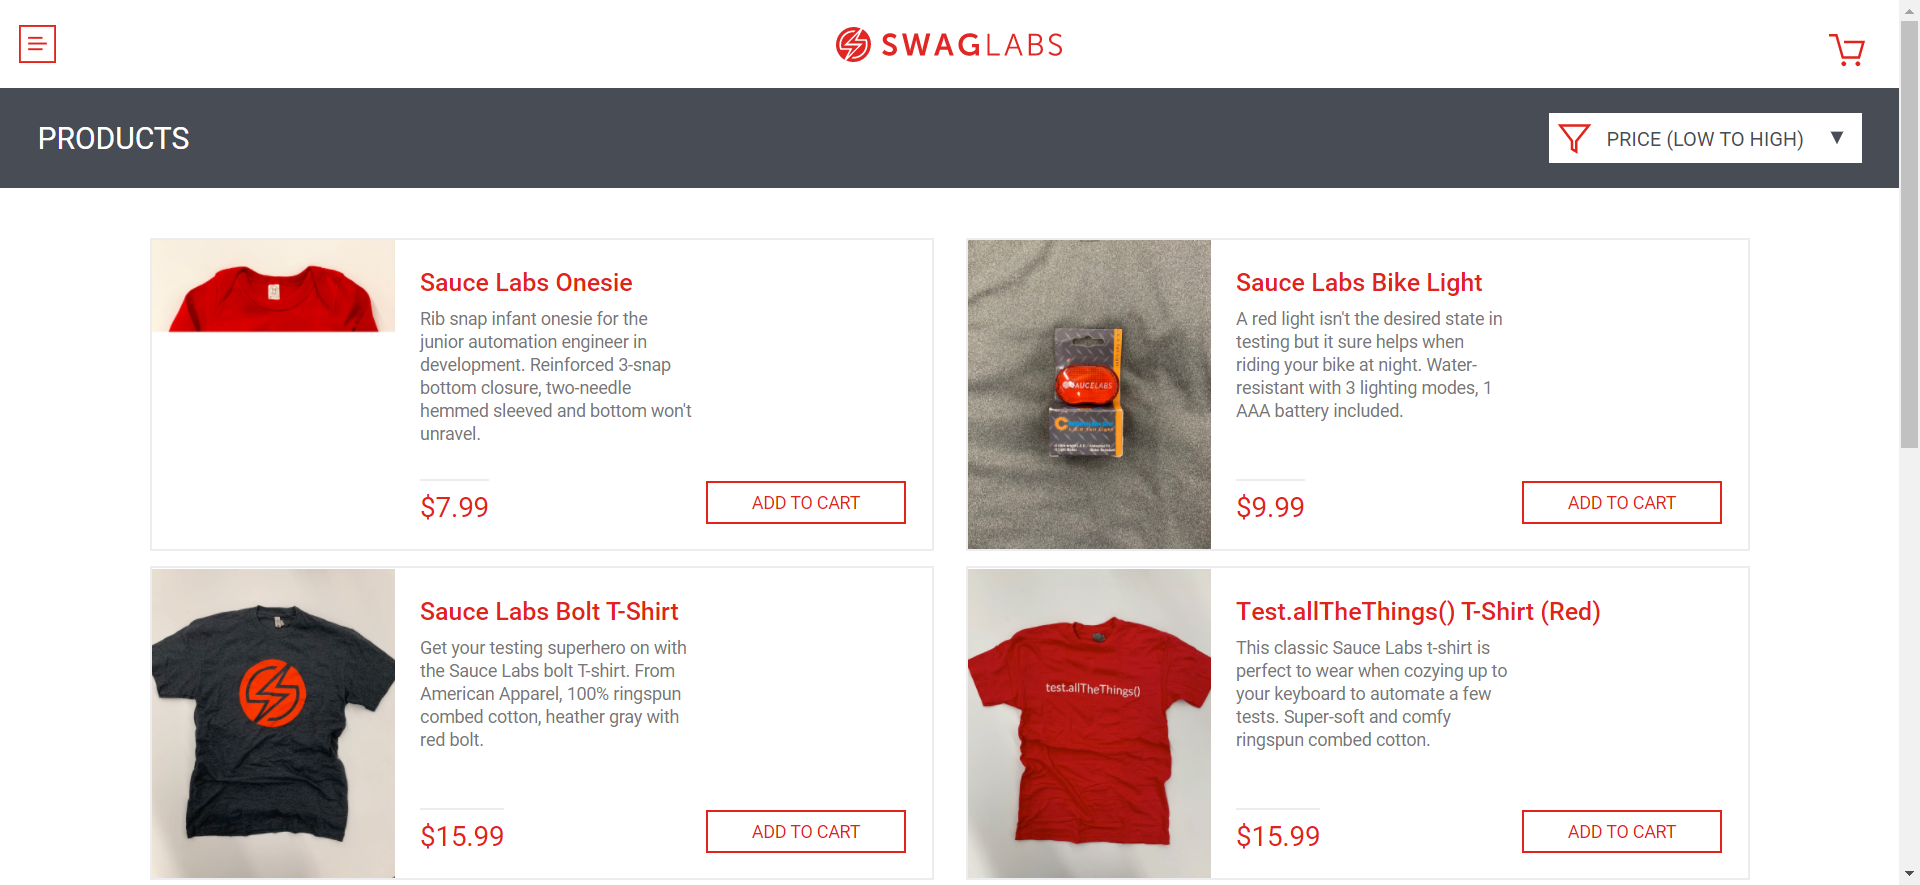 SWAGLABS
PRODUCTS
PRICE (LOW TO HIGH)
Sauce Labs Onesie
Rib snap infant onesie for the
junior automation engineer in
development. Reinforced 3-snap
bottom closure, two-needle
hemmed sleeved and bottom won't
unravel.
$7.99
ADD TO CART
SAUCELABS
Sauce Labs Bike Light
A red light isn't the desired state in
testing but it sure helps when
riding your bike at night. Water-
resistant with 3 lighting modes, 1
AAA battery included.
$9.99
ADD TO CART
Sauce Labs Bolt T-Shirt
Get your testing superhero on with
the Sauce Labs bolt T-shirt. From
American Apparel, 100% ringspun
combed cotton, heather gray with
red bolt.
$15.99
ADD TO CART
test.allTheThings()
Test.allTheThings() T-Shirt (Red)
This classic Sauce Labs t-shirt is
perfect to wear when cozying up to
your keyboard to automate a few
tests. Super-soft and comfy
ringspun combed cotton.
$15.99
ADD TO CART